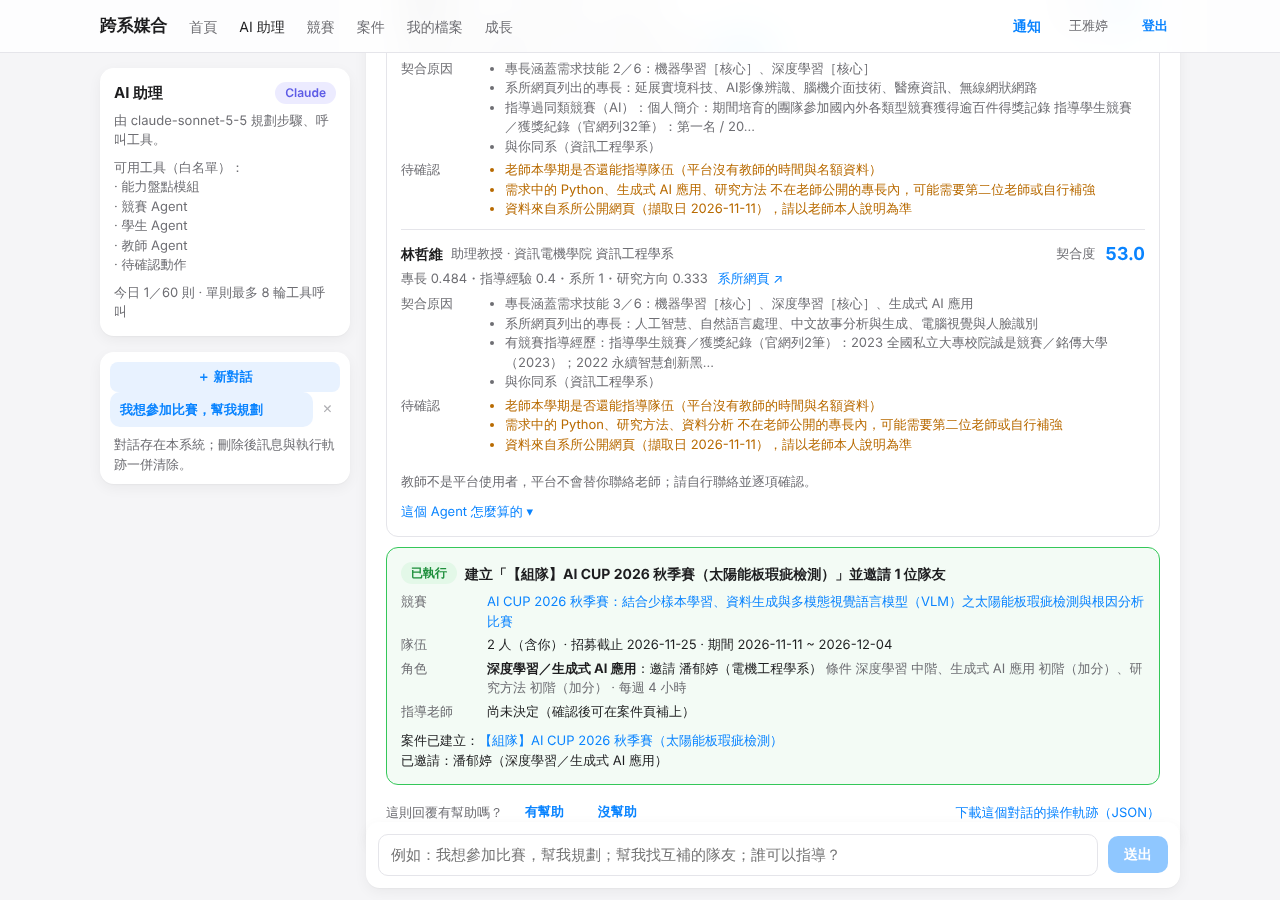 跨系媒合 首頁 AI 助理 競賽 案件 我的檔案 成長 通知 王雅婷 登出
AI 助理 Claude
由 claude-sonnet-5-5 規劃步驟、呼
叫工具。
可用工具（白名單）：
· 能力盤點模組
· 競賽 Agent
· 學生 Agent
· 教師 Agent
· 待確認動作
今日 1／60 則 · 單則最多 8 輪工具呼
叫
＋ 新對話
我想參加比賽，幫我規劃 ×
對話存在本系統；刪除後訊息與執行軌
跡一併清除。
契合原因
• 專長涵蓋需求技能 2／6：機器學習［核心］、深度學習［核心］
• 系所網頁列出的專長：延展實境科技、AI影像辨識、腦機介面技術、醫療資訊、無線網狀網路
• 指導過同類競賽（AI）：個人簡介：期間培育的團隊參加國內外各類型競賽獲得逾百件得獎記錄 指導學生競賽
／獲獎紀錄（官網列32筆）：第一名 / 20...
• 與你同系（資訊工程學系）
待確認
• 老師本學期是否還能指導隊伍（平台沒有教師的時間與名額資料）
• 需求中的 Python、生成式 AI 應用、研究方法 不在老師公開的專長內，可能需要第二位老師或自行補強
• 資料來自系所公開網頁（擷取日 2026-11-11），請以老師本人說明為準
林哲維 助理教授 · 資訊電機學院 資訊工程學系 契合度 53.0
專長 0.484・指導經驗 0.4・系所 1・研究方向 0.333 系所網頁 ↗
契合原因
• 專長涵蓋需求技能 3／6：機器學習［核心］、深度學習［核心］、生成式 AI 應用
• 系所網頁列出的專長：人工智慧、自然語言處理、中文故事分析與生成、電腦視覺與人臉識別
• 有競賽指導經歷：指導學生競賽／獲獎紀錄（官網列2筆）：2023 全國私立大專校院誠是競賽／銘傳大學
（2023）；2022 永續智慧創新黑...
• 與你同系（資訊工程學系）
待確認
• 老師本學期是否還能指導隊伍（平台沒有教師的時間與名額資料）
• 需求中的 Python、研究方法、資料分析 不在老師公開的專長內，可能需要第二位老師或自行補強
• 資料來自系所公開網頁（擷取日 2026-11-11），請以老師本人說明為準
教師不是平台使用者，平台不會替你聯絡老師；請自行聯絡並逐項確認。
這個 Agent 怎麼算的 ▾
已執行 建立「【組隊】AI CUP 2026 秋季賽（太陽能板瑕疵檢測）」並邀請 1 位隊友
競賽 AI CUP 2026 秋季賽：結合少樣本學習、資料生成與多模態視覺語言模型（VLM）之太陽能板瑕疵檢測與根因分析
比賽
隊伍 2 人（含你）· 招募截止 2026-11-25 · 期間 2026-11-11 ~ 2026-12-04
角色 深度學習／生成式 AI 應用：邀請 潘郁婷（電機工程學系） 條件 深度學習 中階、生成式 AI 應用 初階（加分）、研
究方法 初階（加分） · 每週 4 小時
指導老師 尚未決定（確認後可在案件頁補上）
案件已建立：【組隊】AI CUP 2026 秋季賽（太陽能板瑕疵檢測）
已邀請：潘郁婷（深度學習／生成式 AI 應用）
這則回覆有幫助嗎？ 有幫助 沒幫助 下載這個對話的操作軌跡（JSON）
例如：我想參加比賽，幫我規劃；幫我找互補的隊友；誰可以指導？ 送出